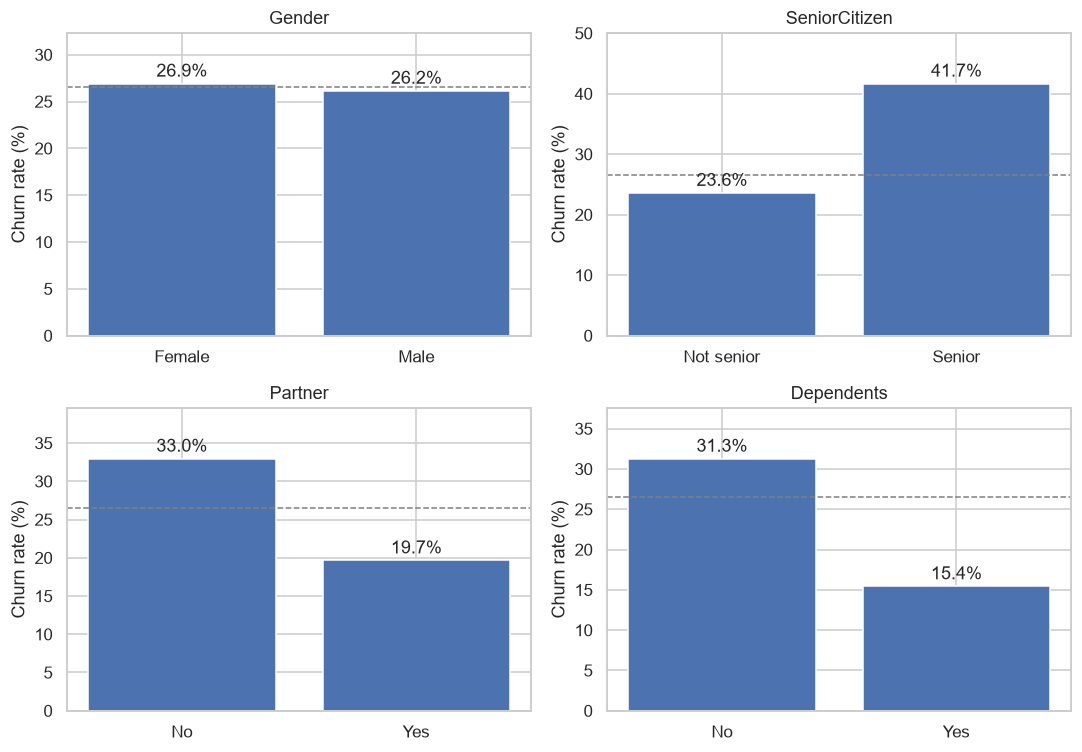 Gender
Churn rate (%)
30
25
20
15
10
5
0
26.9%
26.2%
Female
Male
SeniorCitizen
Churn rate (%)
50
40
30
20
10
0
23.6%
41.7%
Not senior
Senior
Partner
Churn rate (%)
35
30
25
20
15
10
5
0
33.0%
19.7%
No
Yes
Dependents
Churn rate (%)
35
30
25
20
15
10
5
0
31.3%
15.4%
No
Yes